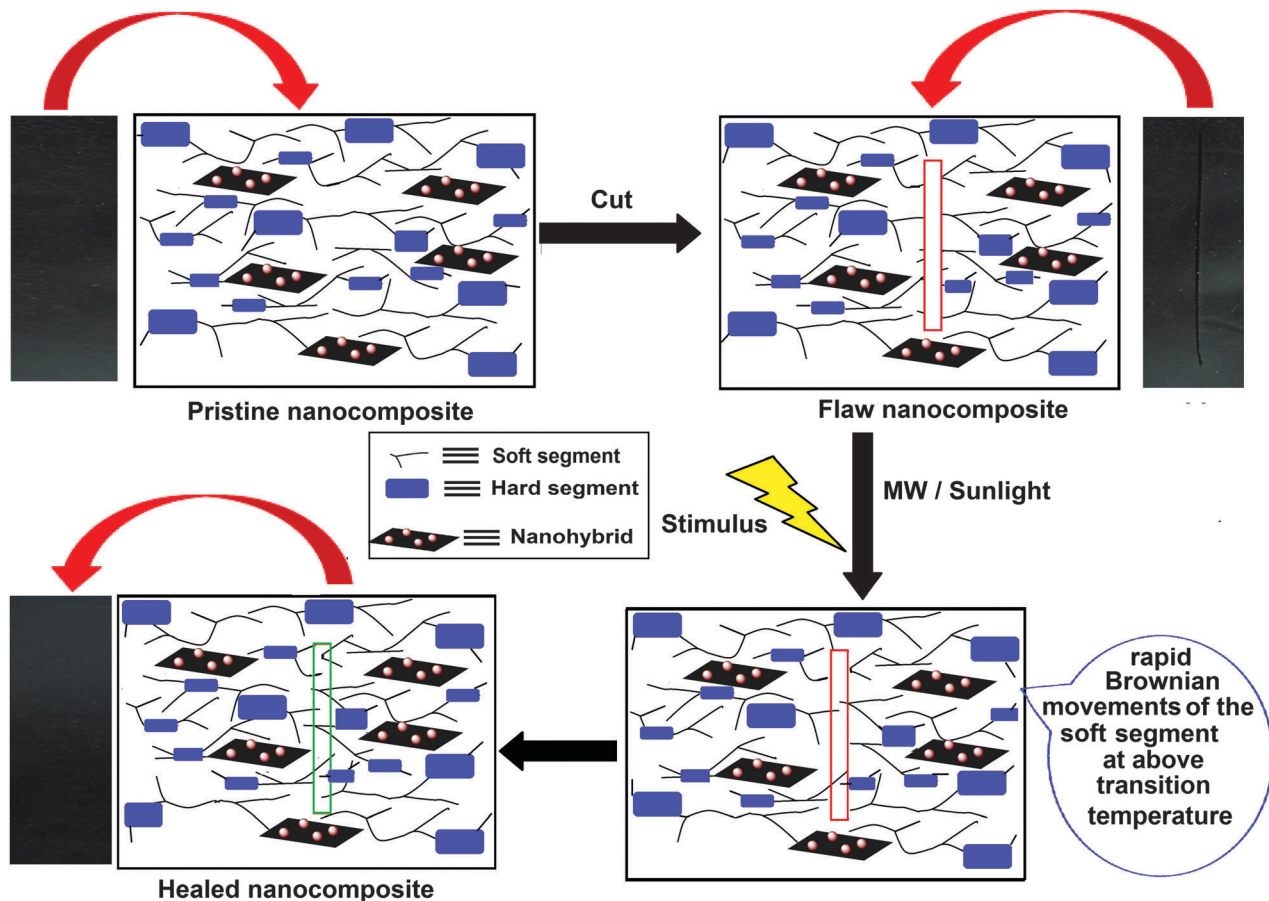 Cut
Pristine nanocomposite
Flaw nanocomposite
Soft segment
Hard segment
Nanohybrid
Stimulus
MW / Sunlight
rapid
Brownian
movements of the
soft segment
at above
transition
temperature
Healed nanocomposite